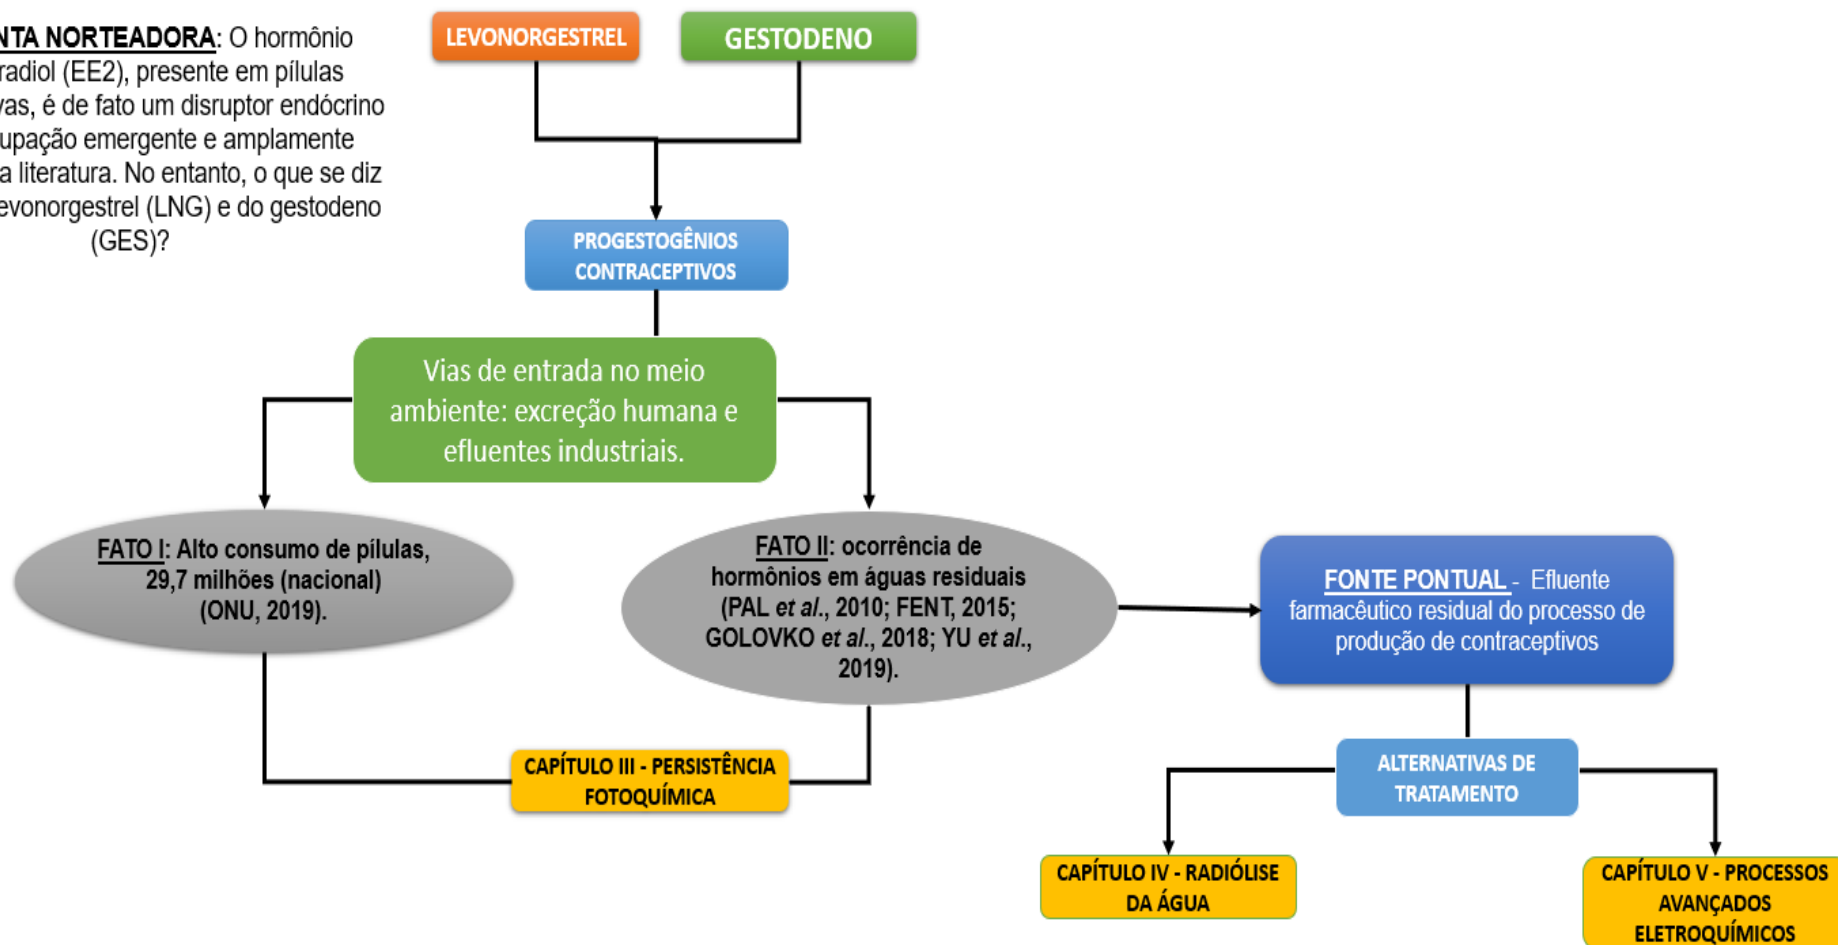 NTA NORTEADORA: O hormônio
radiol (EE2), presente em pílulas
vas, é de fato um disruptor endócrino
upação emergente e amplamente
a literatura. No entanto, o que se diz
evonorgestrel (LNG) e do gestodeno
(GES)?
LEVONORGESTREL
GESTODENO
PROGESTOGÊNIOS
CONTRACEPTIVOS
Vias de entrada no meio
ambiente: excreção humana e
efluentes industriais.
FATO I: Alto consumo de pílulas,
29,7 milhões (nacional)
(ONU, 2019).
FATO II: ocorrência de
hormônios em águas residuais
(PAL et al., 2010; FENT, 2015;
GOLOVKO et al., 2018; YU et al.,
2019).
FONTE PONTUAL - Efluente
farmacêutico residual do processo de
produção de contraceptivos
CAPÍTULO III - PERSISTÊNCIA
FOTOQUÍMICA
ALTERNATIVAS DE
TRATAMENTO
CAPÍTULO IV - RADIÓLISE
DA ÁGUA
CAPÍTULO V - PROCESSOS
AVANÇADOS
ELETROQUÍMICOS